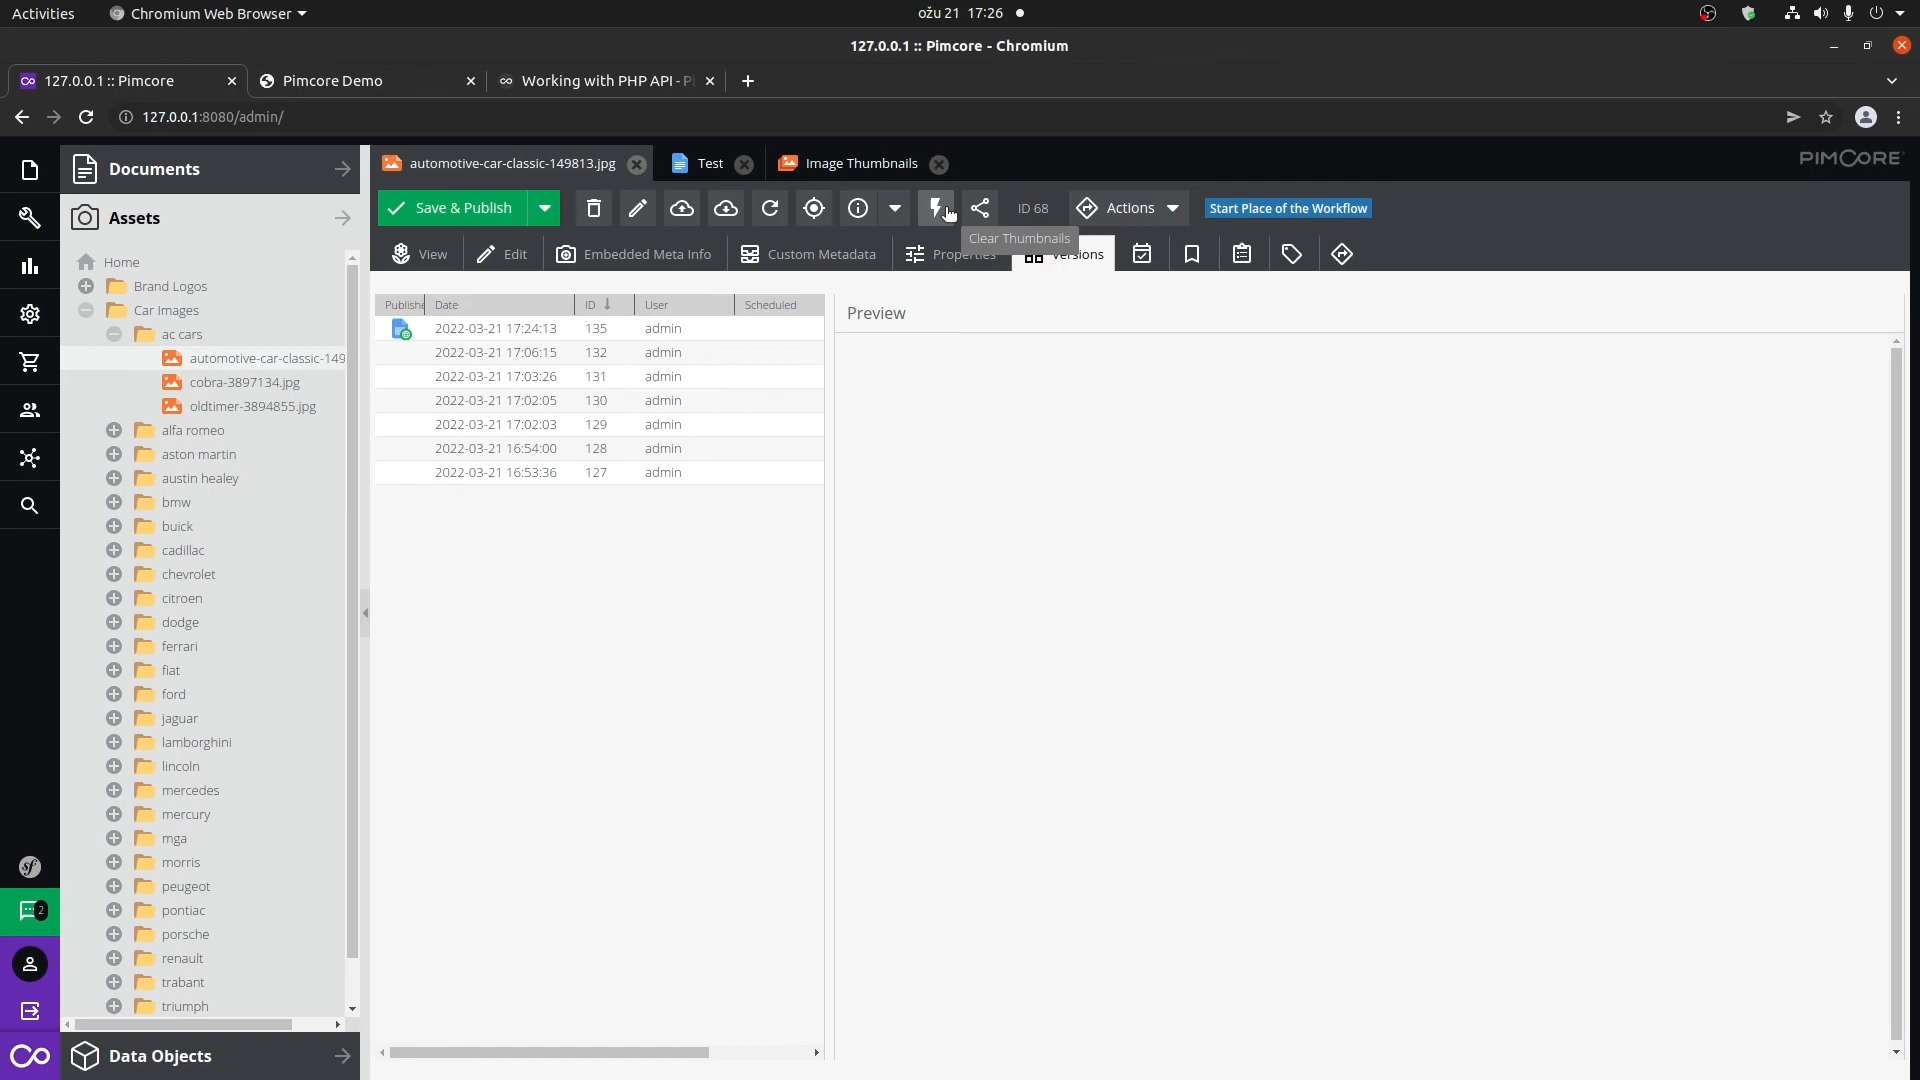 Activities
Chromium Web Browser
ožu 21 17:26
127.0.0.1 :: Pimcore - Chromium
127.0.0.1 :: Pimcore
Pimcore Demo
Working with PHP API - P
127.0.0.1:8080/admin/
Documents
automotive-car-classic-149813.jpg
Test
Image Thumbnails
PIMCORE
Save & Publish
ID 68
Actions
Start Place of the Workflow
Assets
Clear Thumbnails
View
Edit
Embedded Meta Info
Custom Metadata
Properties
Versions
Home
Brand Logos
Car Images
ac cars
automotive-car-classic-149
cobra-3897134.jpg
oldtimer-3894855.jpg
alfa romeo
aston martin
austin healey
bmw
buick
cadillac
chevrolet
citroen
dodge
ferrari
fiat
ford
jaguar
lamborghini
lincoln
mercedes
mercury
mga
morris
peugeot
pontiac
porsche
renault
trabant
triumph
Data Objects
2
sf
Publishe Date ID User Scheduled
2022-03-21 17:24:13 135 admin
2022-03-21 17:06:15 132 admin
2022-03-21 17:03:26 131 admin
2022-03-21 17:02:05 130 admin
2022-03-21 17:02:03 129 admin
2022-03-21 16:54:00 128 admin
2022-03-21 16:53:36 127 admin
Preview